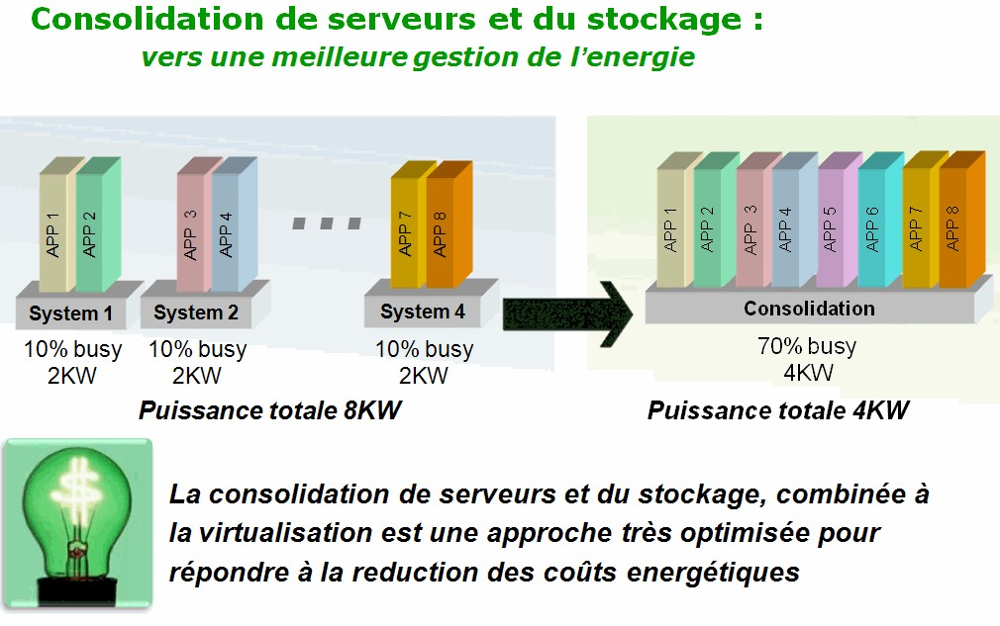 Consolidation de serveurs et du stockage :
vers une meilleure gestion de l'energie
APP 1
APP 2
APP 3
APP 4
APP 7
APP 8
System 1
System 2
System 4
10% busy
2KW
10% busy
2KW
10% busy
2KW
Puissance totale 8KW
APP 1
APP 2
APP 3
APP 4
APP 5
APP 6
APP 7
APP 8
Consolidation
70% busy
4KW
Puissance totale 4KW
$
La consolidation de serveurs et du stockage, combinée à
la virtualisation est une approche très optimisée pour
répondre à la reduction des coûts energétiques